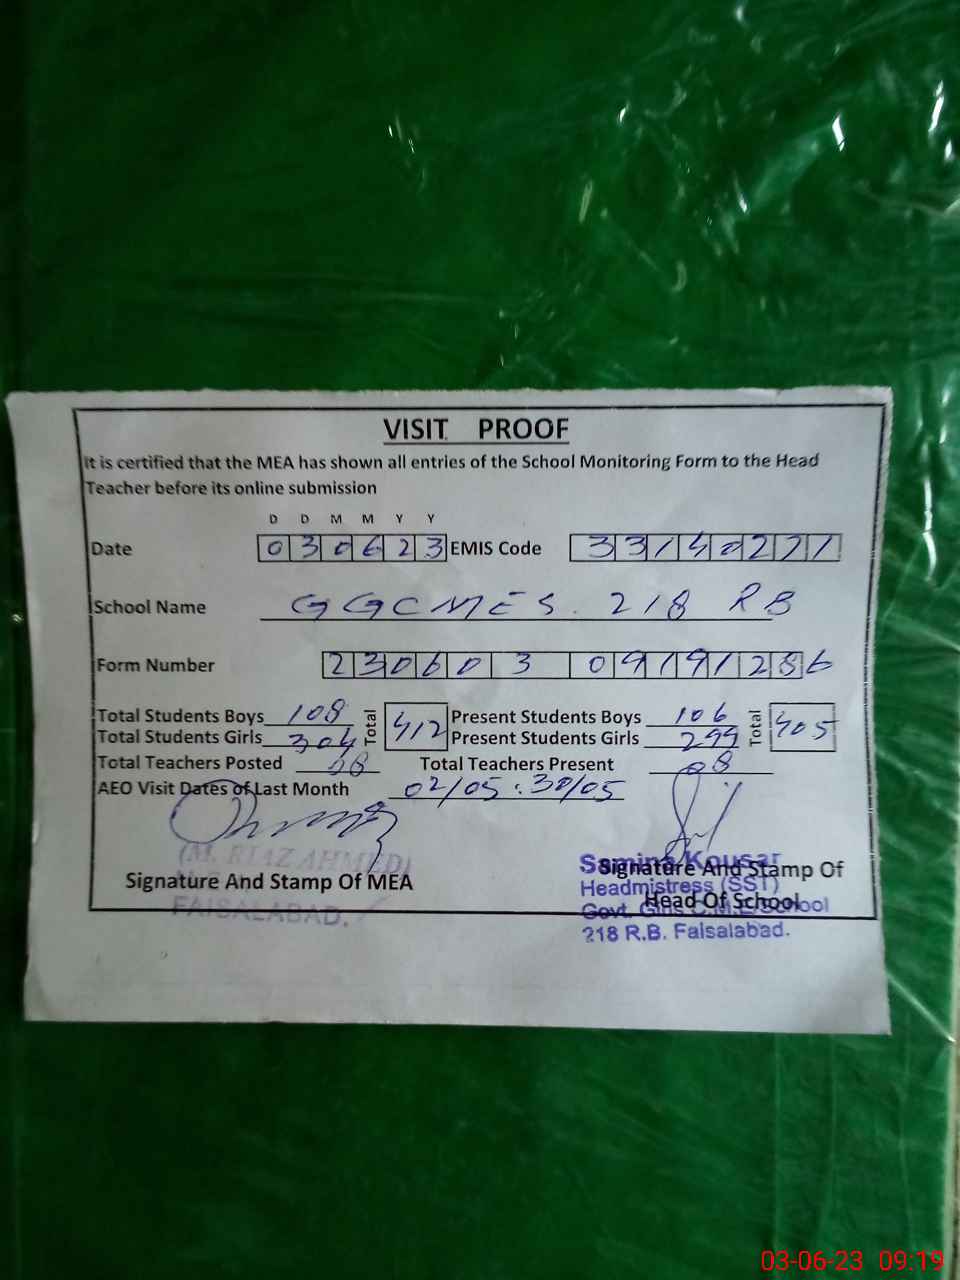 VISIT PROOF
It is certified that the MEA has shown all entries of the School Monitoring Form to the Head
Teacher before its online submission
D D M M Y Y
Date 030623 EMIS Code 33140271
School Name GGCMES. 218 RB
Form Number 230603 09191286
Total Students Boys 108 Total 412 Present Students Boys 106 Total 405
Total Students Girls 304 Present Students Girls 299
Total Teachers Posted 08 Total Teachers Present 08
AEO Visit Dates of Last Month 02/05 . 30/05
(M. RIAZ AHMED)
Signature And Stamp Of MEA
FAISALABAD.
Samina Kousar
Signature And Stamp Of
Headmistress (SST)
Head Of School
Govt. Girls C.M.E/School
218 R.B. Faisalabad.
03-06-23 09:19